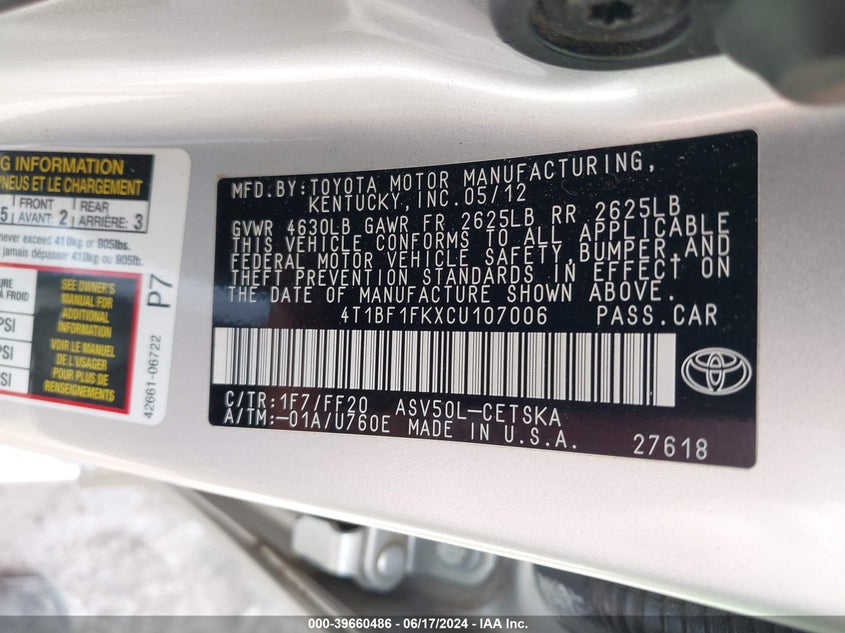 NG INFORMATION
PNEUS ET LE CHARGEMENT
5 FRONT REAR
AVANT: 2 ARRIÈRE: 3
never exceed 410kg or 905lbs.
jamais dépasser 410kg ou 905lbs.
À FROID
PSI
PSI
PSI
SEE OWNER'S
MANUAL FOR
ADDITIONAL
INFORMATION
VOIR LE MANUEL
DE L'USAGER
POUR PLUS DE
RENSEIGNEMENTS
P7
42661-06722
MFD.BY:TOYOTA MOTOR MANUFACTURING,
KENTUCKY,INC.05/12
GVWR 4630LB GAWR FR 2625LB RR 2625LB
THIS VEHICLE CONFORMS TO ALL APPLICABLE
FEDERAL MOTOR VEHICLE SAFETY,BUMPER,AND
THEFT PREVENTION STANDARDS IN EFFECT ON
THE DATE OF MANUFACTURE SHOWN ABOVE.
4T1BF1FKXCU107006 PASS.CAR
C/TR:1F7/FF20 ASV50L-CETSKA
A/TM:-01A/U760E MADE IN U.S.A.
27618
000-39660486 - 06/17/2024 - IAA Inc.